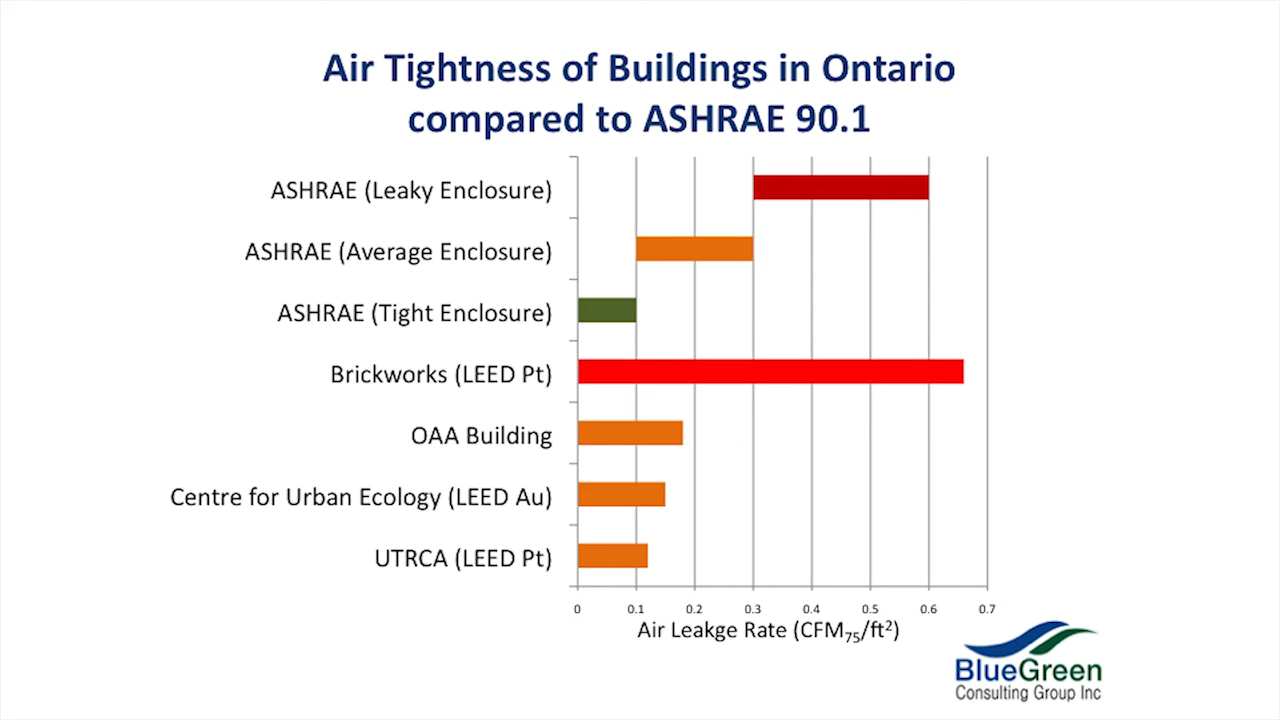 Air Tightness of Buildings in Ontario
compared to ASHRAE 90.1
ASHRAE (Leaky Enclosure)
ASHRAE (Average Enclosure)
ASHRAE (Tight Enclosure)
Brickworks (LEED Pt)
OAA Building
Centre for Urban Ecology (LEED Au)
UTRCA (LEED Pt)
0 0.1 0.2 0.3 0.4 0.5 0.6 0.7
Air Leakge Rate (CFM₇₅/ft²)
BlueGreen
Consulting Group Inc